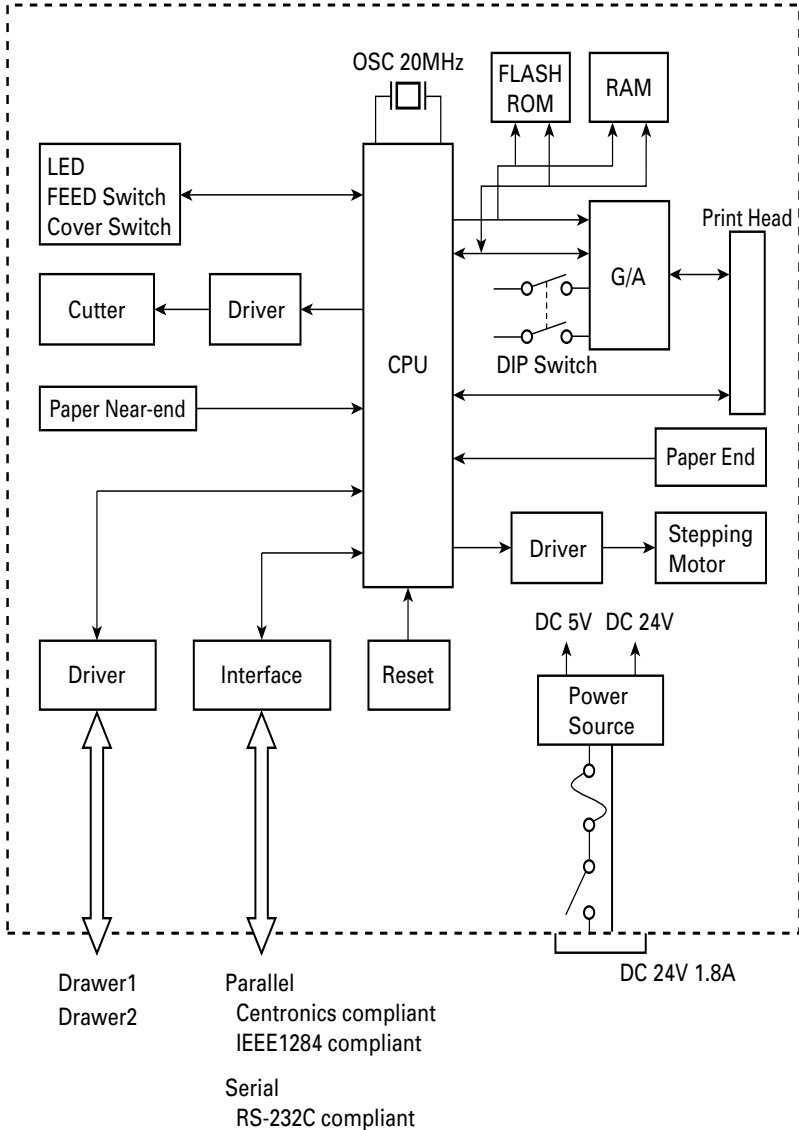 OSC 20MHz
FLASH
ROM
RAM
LED
FEED Switch
Cover Switch
Print Head
G/A
Cutter
Driver
DIP Switch
CPU
Paper Near-end
Paper End
Driver
Stepping
Motor
DC 5V
DC 24V
Driver
Interface
Reset
Power
Source
DC 24V 1.8A
Drawer1
Drawer2
Parallel
Centronics compliant
IEEE1284 compliant
Serial
RS-232C compliant